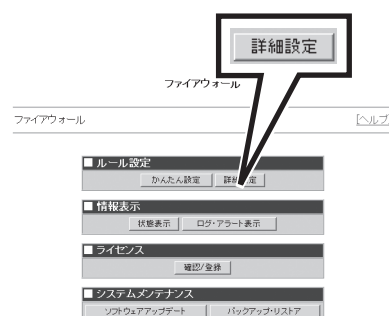 詳細設定
ファイアウォール
ファイアウォール [ヘルプ
■ ルール設定
かんたん設定 詳細設定
■ 情報表示
状態表示 ログ・アラート表示
■ ライセンス
確認/登録
■ システムメンテナンス
ソフトウェアアップデート バックアップ・リストア